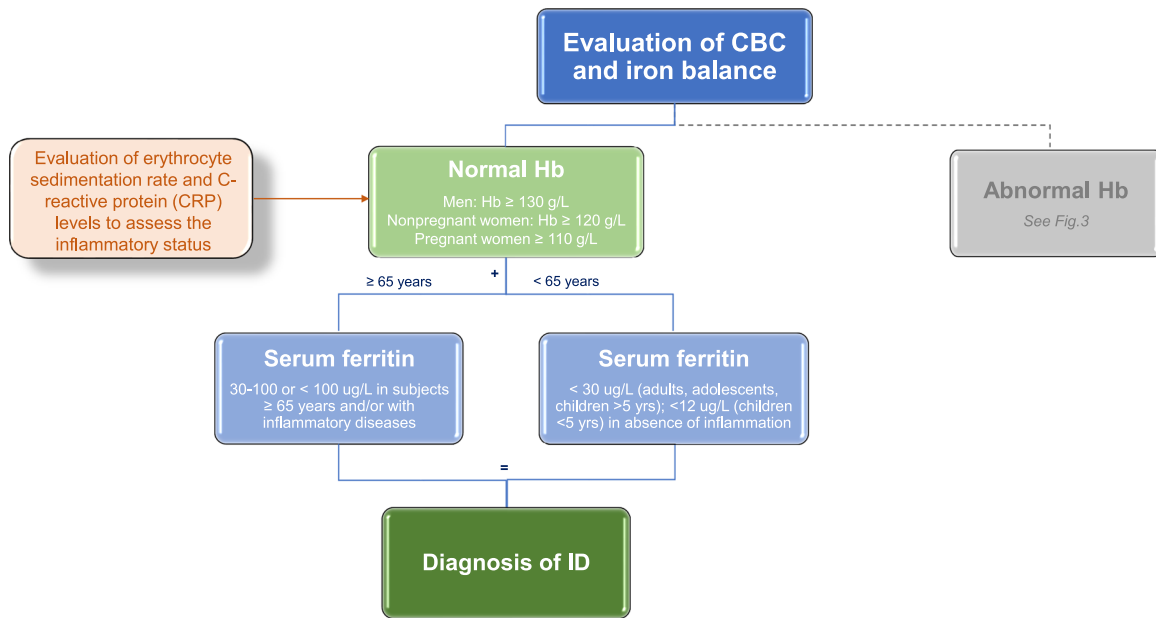 Evaluation of CBC
and iron balance
Evaluation of erythrocyte
sedimentation rate and C-
reactive protein (CRP)
levels to assess the
inflammatory status
Normal Hb
Men: Hb ≥ 130 g/L
Nonpregnant women: Hb ≥ 120 g/L
Pregnant women ≥ 110 g/L
Abnormal Hb
See Fig.3
≥ 65 years
+
< 65 years
Serum ferritin
30-100 or < 100 ug/L in subjects
≥ 65 years and/or with
inflammatory diseases
Serum ferritin
< 30 ug/L (adults, adolescents,
children >5 yrs); <12 ug/L (children
<5 yrs) in absence of inflammation
=
Diagnosis of ID